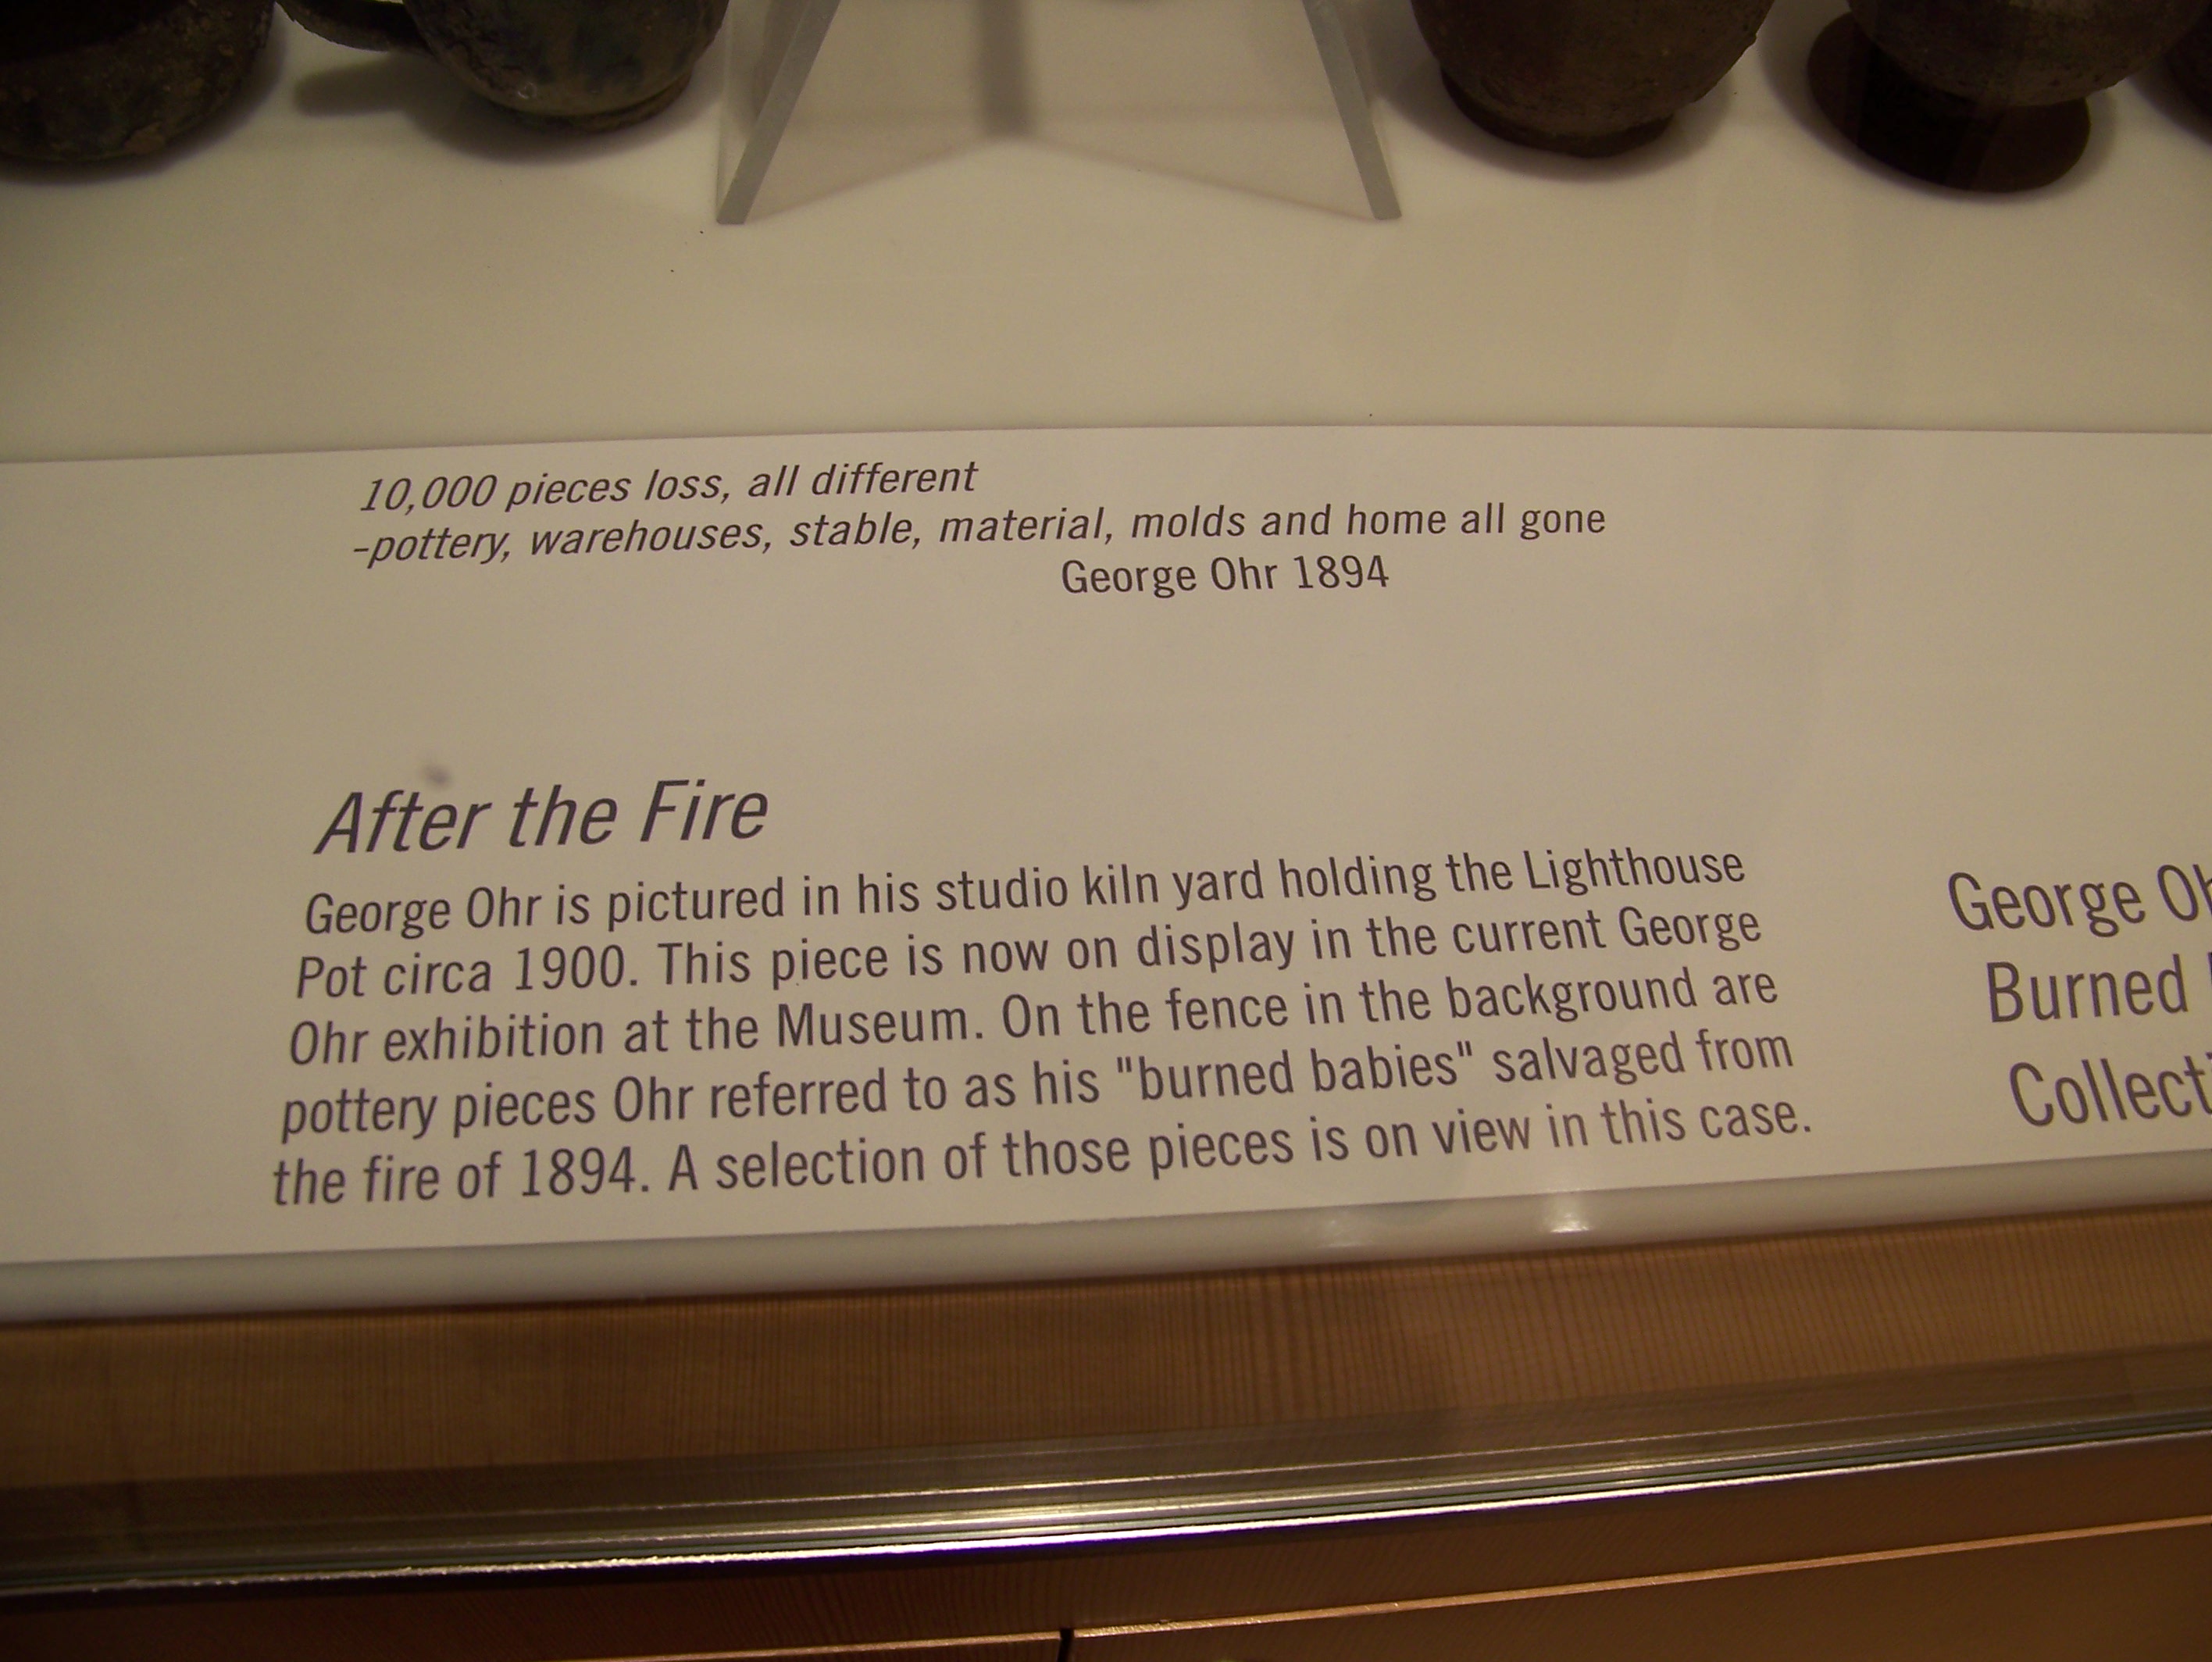 10,000 pieces loss, all different
–pottery, warehouses, stable, material, molds and home all gone
George Ohr 1894
After the Fire
George Ohr is pictured in his studio kiln yard holding the Lighthouse
Pot circa 1900. This piece is now on display in the current George
Ohr exhibition at the Museum. On the fence in the background are
pottery pieces Ohr referred to as his "burned babies" salvaged from
the fire of 1894. A selection of those pieces is on view in this case.
George
Burned